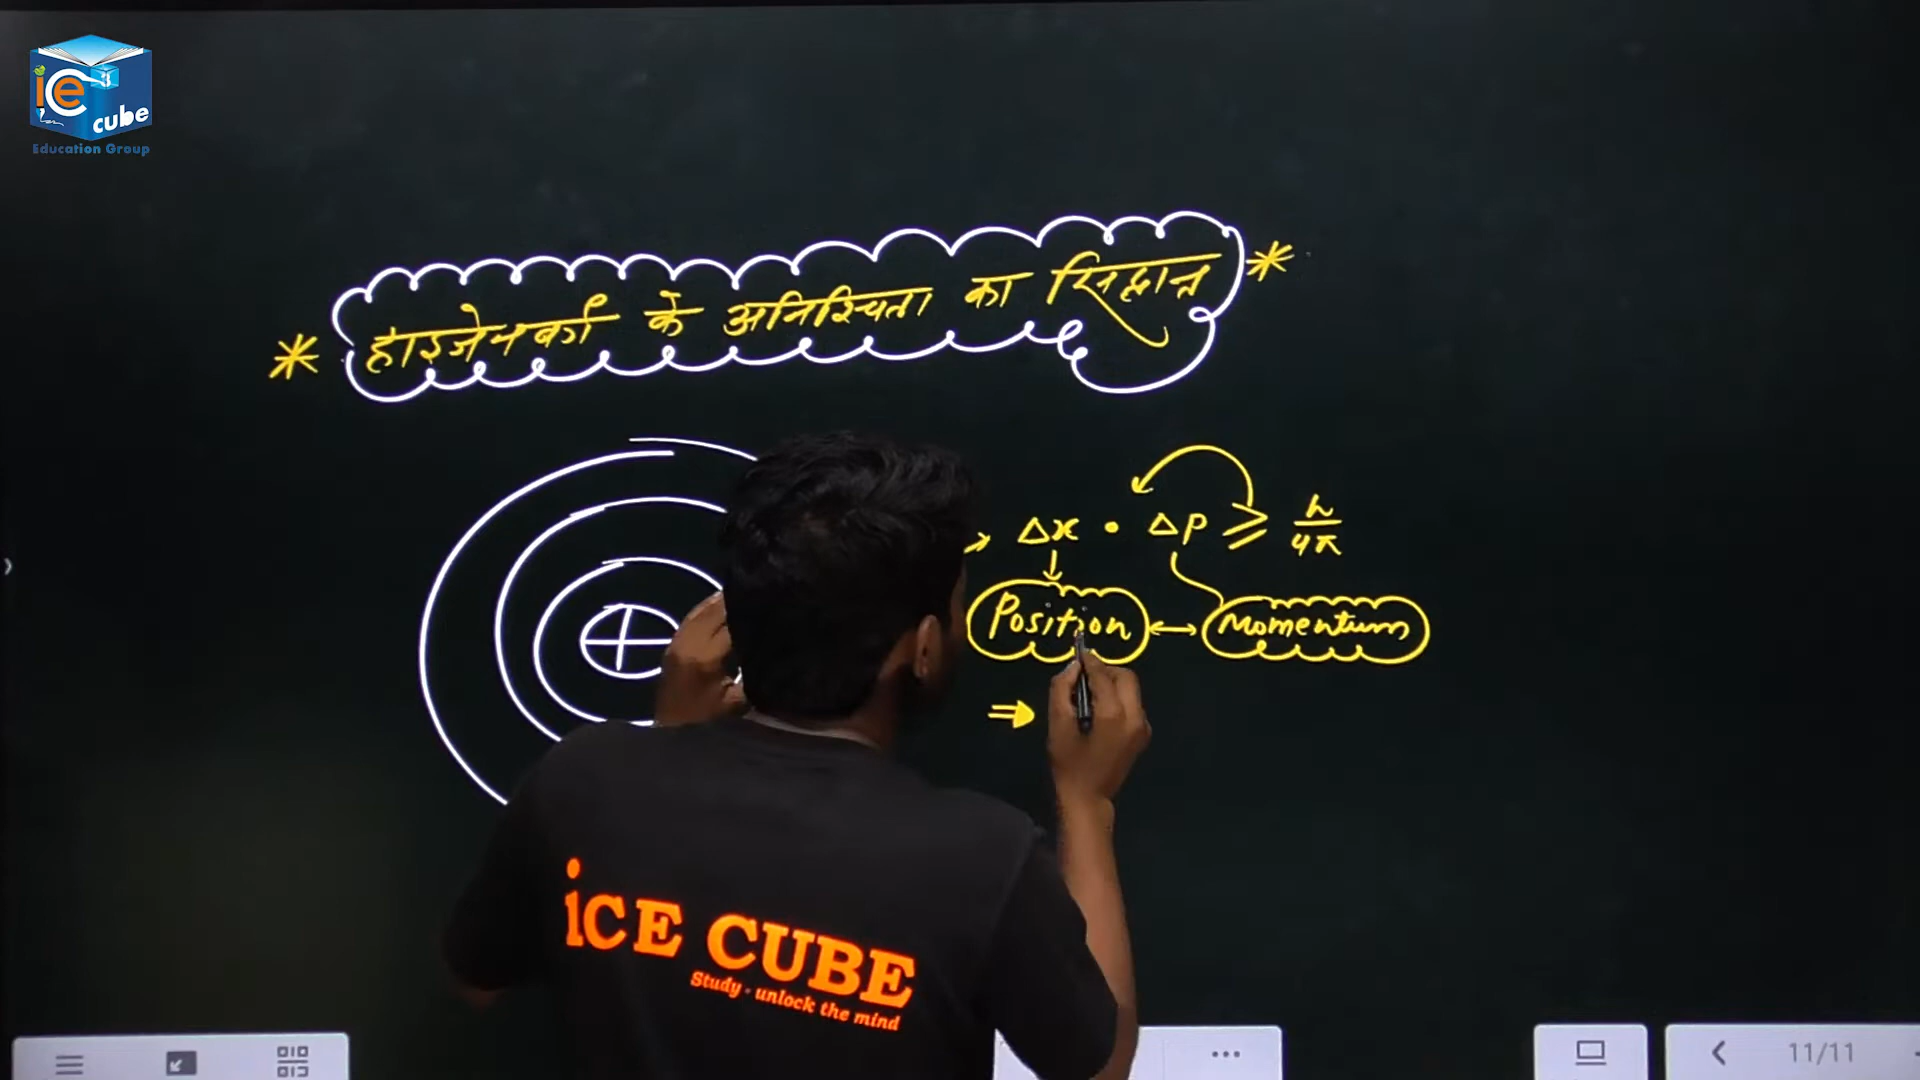 iCe cube
Education Group
* हाइजेनबर्ग के अनिश्चितता का सिद्धान्त *
→ Δx · Δp ≥ h/4π
Position ↔ Momentum
⇒
iCE CUBE
Study - unlock the mind
11/11